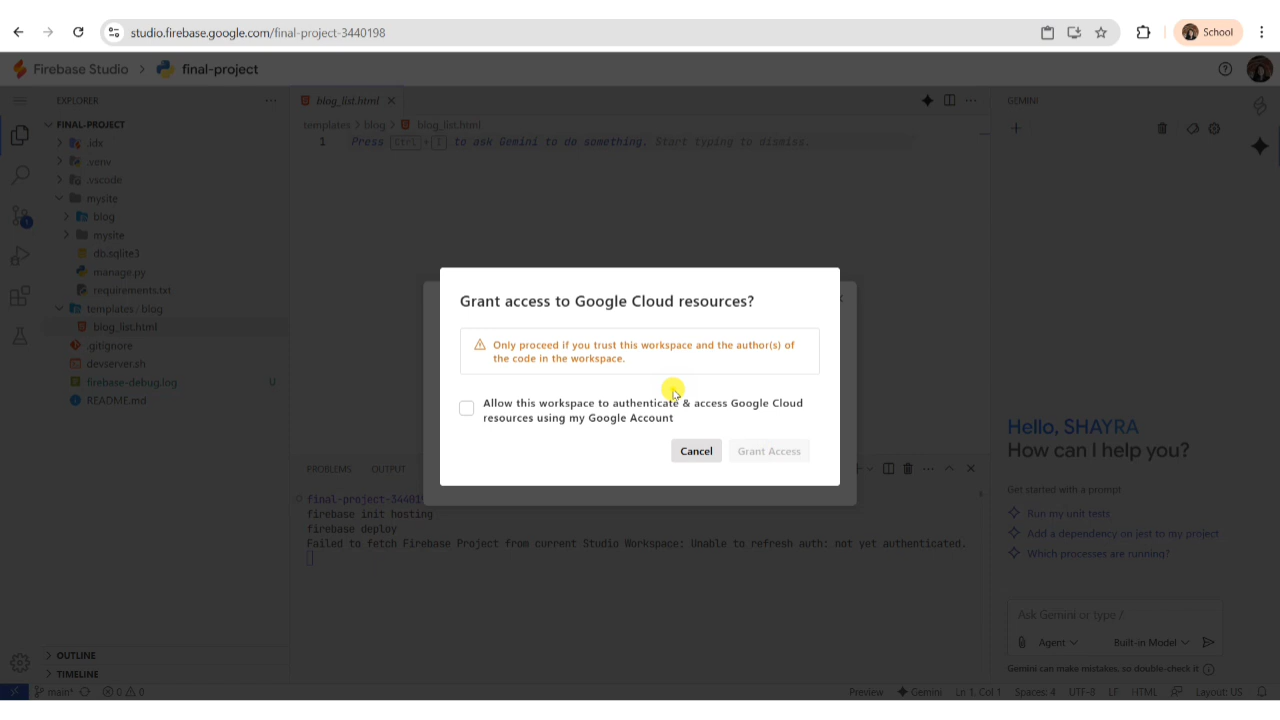 studio.firebase.google.com/final-project-3440198
School
Firebase Studio
final-project
EXPLORER
FINAL-PROJECT
.idx
.venv
.vscode
mysite
blog
mysite
db.sqlite3
manage.py
requirements.txt
templates / blog
blog_list.html
.gitignore
devserver.sh
firebase-debug.log U
README.md
OUTLINE
TIMELINE
blog_list.html
templates > blog > blog_list.html
1 Press Ctrl + I to ask Gemini to do something. Start typing to dismiss.
Grant access to Google Cloud resources?
Only proceed if you trust this workspace and the author(s) of
the code in the workspace.
Allow this workspace to authenticate & access Google Cloud
resources using my Google Account
Cancel Grant Access
PROBLEMS OUTPUT
final-project-34401
firebase init hosting
firebase deploy
Failed to fetch Firebase Project from current Studio Workspace: Unable to refresh auth: not yet authenticated.
GEMINI
Hello, SHAYRA
How can I help you?
Get started with a prompt
Run my unit tests
Add a dependency on jest to my project
Which processes are running?
Ask Gemini or type /
Agent Built-in Model
Gemini can make mistakes, so double-check it
main* 0 0 Preview Gemini Ln 1, Col 1 Spaces: 4 UTF-8 LF HTML Layout: US